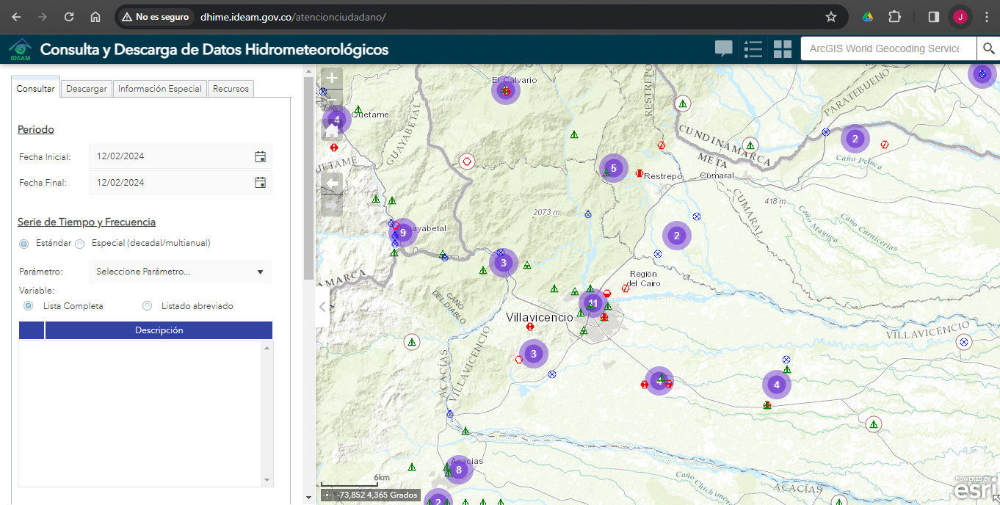 No es seguro
dhime.ideam.gov.co/atencionciudadano/
J
IDEAM
Consulta y Descarga de Datos Hidrometeorológicos
ArcGIS World Geocoding Service
Consultar
Descargar
Información Especial
Recursos
Periodo
Fecha Inicial:
12/02/2024
Fecha Final:
12/02/2024
Serie de Tiempo y Frecuencia
Estándar
Especial (decadal/multianual)
Parámetro:
Seleccione Parámetro...
Variable:
Lista Completa
Listado abreviado
Descripción
El Calvario
RESTREPO
PARATEBUENO
Quetame
4
GUAYABETAL
CUNDINAMARCA
META
2
Caño Pelúca
5
Restrepo
Cumaral
CUMARAL
418 m
2073 m
Caño Mayuga
Caño Carnicerías
9
Guayabetal
2
3
Región
del Cairo
CAÑO
DEL DIABLO
11
Villavicencio
VILLAVICENCIO
3
ACACÍAS
VILLAVICENCIO
4
4
Acacias
8
6km
Caño Chichimene
ACACÍAS
-73,852 4,365 Grados
2
POWERED BY
esri